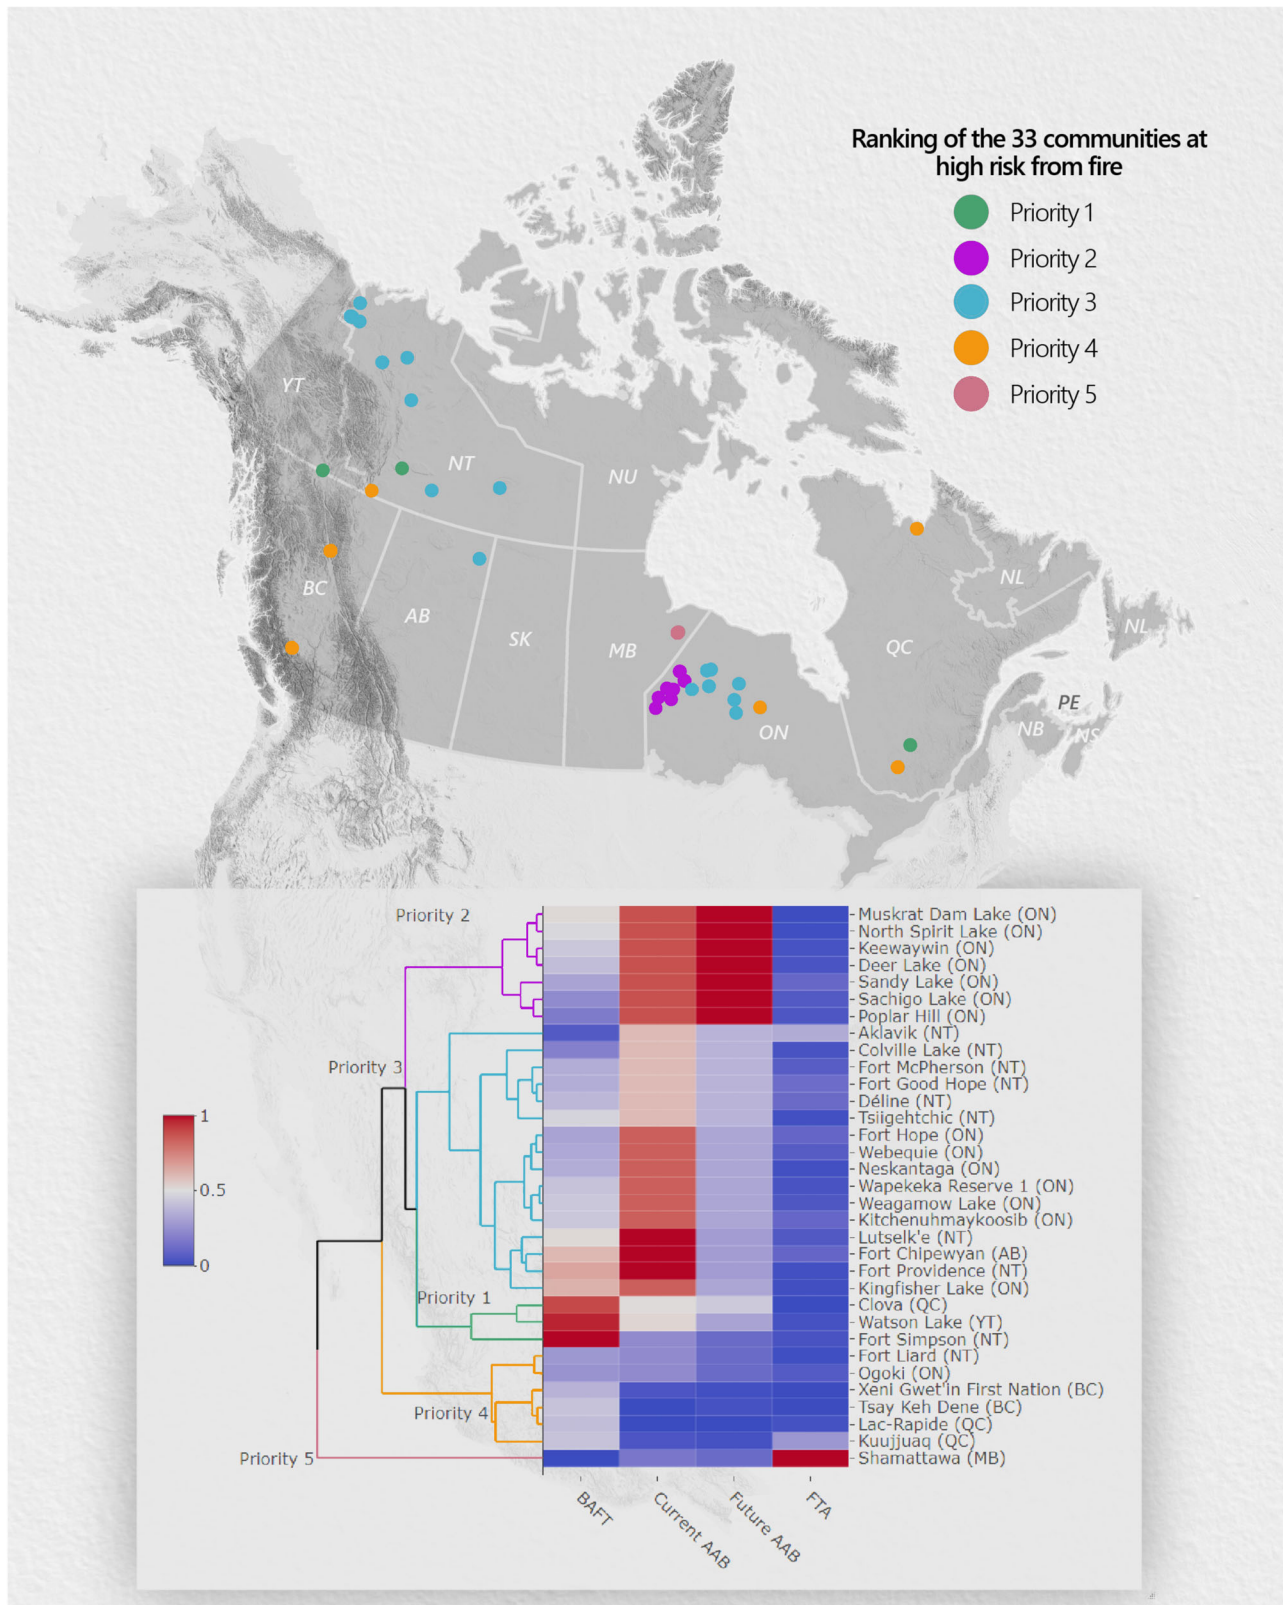 Ranking of the 33 communities at
high risk from fire
Priority 1
Priority 2
Priority 3
Priority 4
Priority 5
YT
NT
NU
BC
AB
SK
MB
ON
QC
NL
NL
PE
NB
NS
Priority 2
Priority 3
Priority 1
Priority 4
Priority 5
1
0.5
0
Muskrat Dam Lake (ON)
North Spirit Lake (ON)
Keewaywin (ON)
Deer Lake (ON)
Sandy Lake (ON)
Sachigo Lake (ON)
Poplar Hill (ON)
Aklavik (NT)
Colville Lake (NT)
Fort McPherson (NT)
Fort Good Hope (NT)
Déline (NT)
Tsiigehtchic (NT)
Fort Hope (ON)
Webequie (ON)
Neskantaga (ON)
Wapekeka Reserve 1 (ON)
Weagamow Lake (ON)
Kitchenuhmaykoosib (ON)
Lutselk'e (NT)
Fort Chipewyan (AB)
Fort Providence (NT)
Kingfisher Lake (ON)
Clova (QC)
Watson Lake (YT)
Fort Simpson (NT)
Fort Liard (NT)
Ogoki (ON)
Xeni Gwet'in First Nation (BC)
Tsay Keh Dene (BC)
Lac-Rapide (QC)
Kuujjuaq (QC)
Shamattawa (MB)
BAFT
Current AAB
Future AAB
FTA